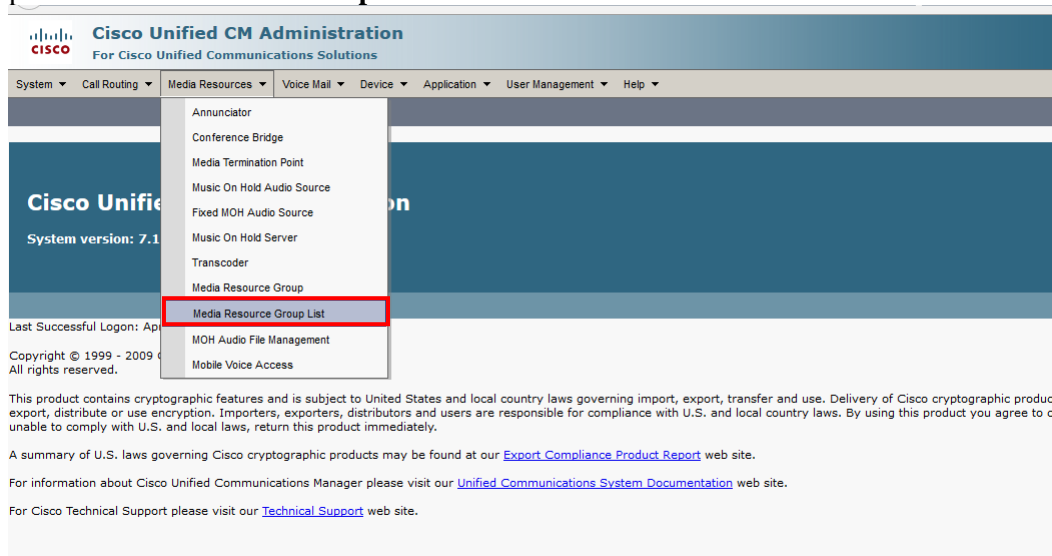 CISCO
Cisco Unified CM Administration
For Cisco Unified Communications Solutions
System Call Routing Media Resources Voice Mail Device Application User Management Help
Annunciator
Conference Bridge
Media Termination Point
Music On Hold Audio Source
Fixed MOH Audio Source
Music On Hold Server
Transcoder
Media Resource Group
Media Resource Group List
MOH Audio File Management
Mobile Voice Access
Cisco Unifie on
System version: 7.1
Last Successful Logon: Ap
Copyright © 1999 - 2009
All rights reserved.
This product contains cryptographic features and is subject to United States and local country laws governing import, export, transfer and use. Delivery of Cisco cryptographic produc
export, distribute or use encryption. Importers, exporters, distributors and users are responsible for compliance with U.S. and local country laws. By using this product you agree to
unable to comply with U.S. and local laws, return this product immediately.
A summary of U.S. laws governing Cisco cryptographic products may be found at our Export Compliance Product Report web site.
For information about Cisco Unified Communications Manager please visit our Unified Communications System Documentation web site.
For Cisco Technical Support please visit our Technical Support web site.